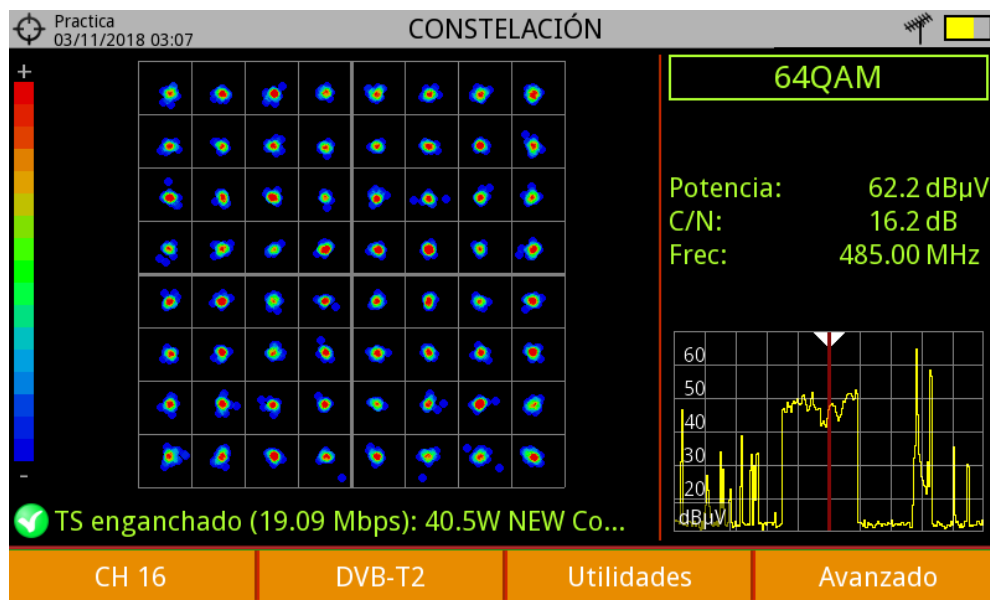 Practica
03/11/2018 03:07
CONSTELACIÓN
+
-
64QAM
Potencia: 62.2 dBµV
C/N: 16.2 dB
Frec: 485.00 MHz
60
50
40
30
20
dBµV
TS enganchado (19.09 Mbps): 40.5W NEW Co...
CH 16
DVB-T2
Utilidades
Avanzado